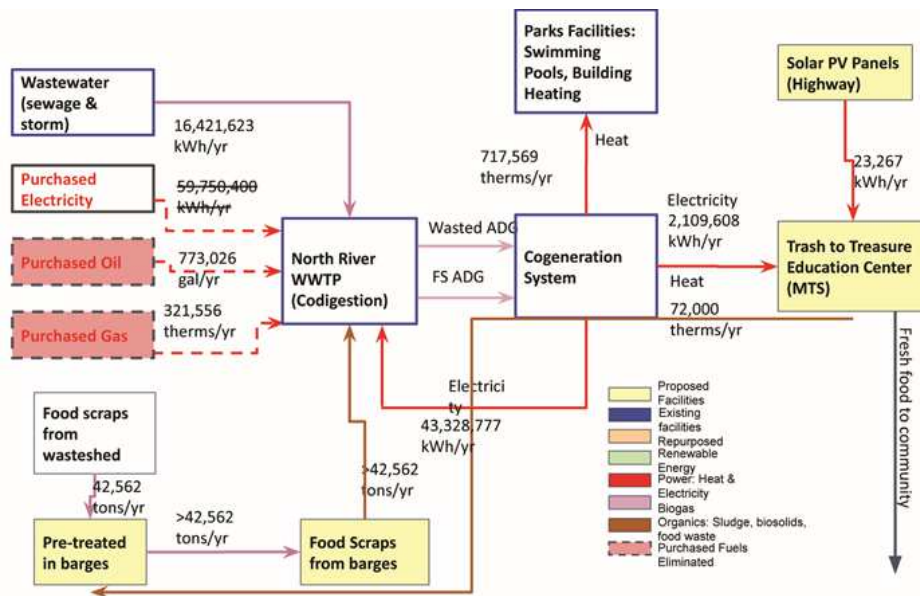 Parks Facilities:
Swimming
Pools, Building
Heating
Solar PV Panels
(Highway)
Wastewater
(sewage &
storm)
16,421,623
kWh/yr
Heat
717,569
therms/yr
23,267
kWh/yr
Purchased
Electricity
59,750,400
kWh/yr
Electricity
2,109,608
kWh/yr
Wasted ADG
North River
WWTP
(Codigestion)
Cogeneration
System
Trash to Treasure
Education Center
(MTS)
Purchased Oil
773,026
gal/yr
FS ADG
Heat
72,000
therms/yr
Purchased Gas
321,556
therms/yr
Fresh food to community
Electrici
ty
43,328,777
kWh/yr
Food scraps
from
wasteshed
42,562
tons/yr
>42,562
tons/yr
>42,562
tons/yr
Pre-treated
in barges
Food Scraps
from barges
Proposed
Facilities
Existing
facilities
Repurposed
Renewable
Energy
Power: Heat &
Electricity
Biogas
Organics: Sludge, biosolids,
food waste
Purchased Fuels
Eliminated